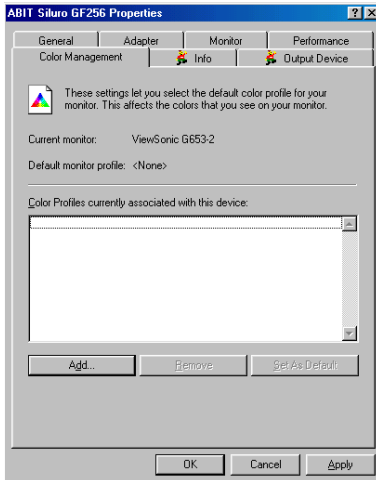 ABIT Siluro GF256 Properties
General Adapter Monitor Performance
Color Management Info Output Device
These settings let you select the default color profile for your
monitor. This affects the colors that you see on your monitor.
Current monitor: ViewSonic G653-2
Default monitor profile: <None>
Color Profiles currently associated with this device:
Add... Remove Set As Default
OK Cancel Apply